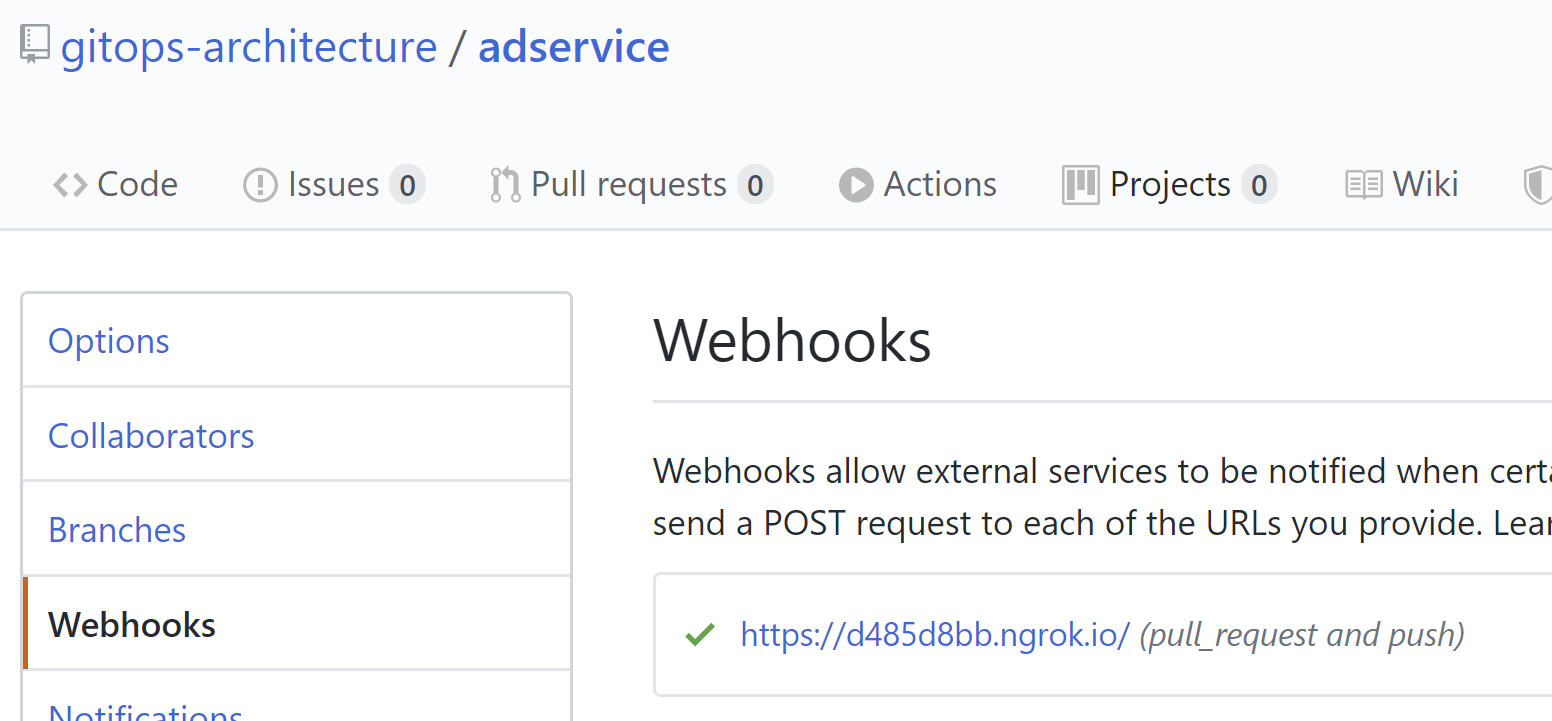 gitops-architecture / adservice
Code Issues 0 Pull requests 0 Actions Projects 0 Wiki
Options
Collaborators
Branches
Webhooks
Notifications
Webhooks
Webhooks allow external services to be notified when certa
send a POST request to each of the URLs you provide. Lear
https://d485d8bb.ngrok.io/ (pull_request and push)